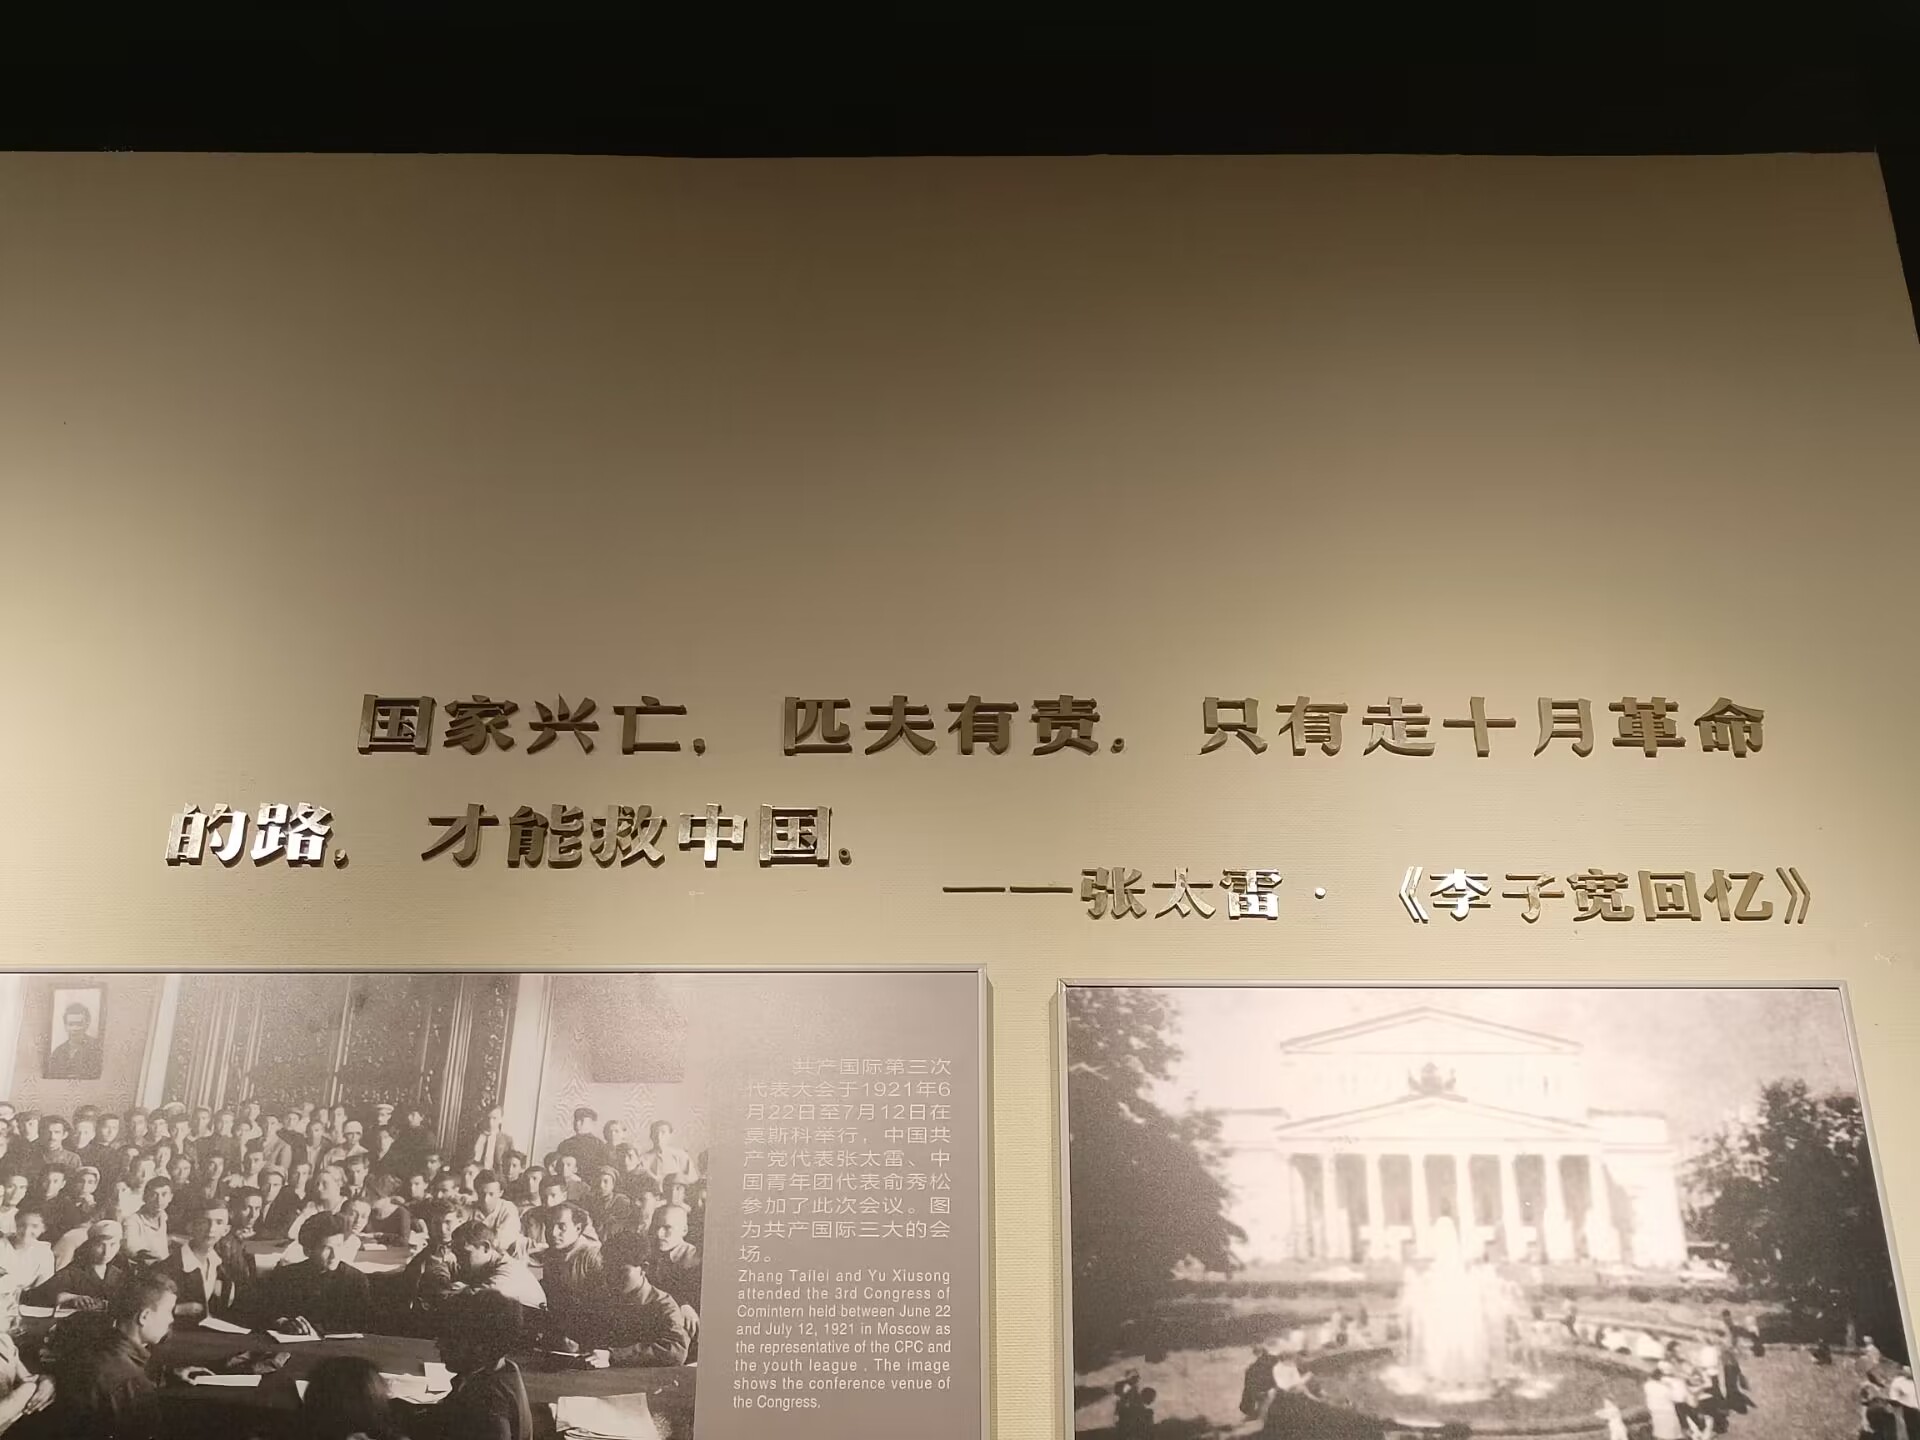 国家兴亡，匹夫有责。只有走十月革命
的路，才能救中国。
——张太雷·《李子宽回忆》
共产国际第三次
代表大会于1921年6
月22日至7月12日在
莫斯科举行，中国共
产党代表张太雷、中
国青年团代表俞秀松
参加了此次会议。图
为共产国际三大的会
场。
Zhang Tailei and Yu Xiusong
attended the 3rd Congress of
Comintern held between June 22
and July 12, 1921 in Moscow as
the representative of the CPC and
the youth league . The image
shows the conference venue of
the Congress.